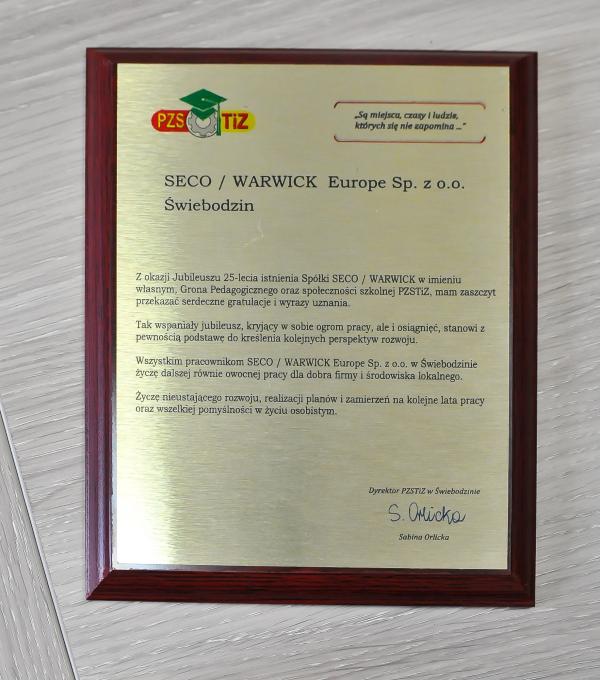 PZS TiZ
„Są miejsca, czasy i ludzie,
których się nie zapomina ..."
SECO / WARWICK Europe Sp. z o.o.
Świebodzin
Z okazji Jubileuszu 25-lecia istnienia Spółki SECO / WARWICK w imieniu
własnym, Grona Pedagogicznego oraz społeczności szkolnej PZSTiZ, mam zaszczyt
przekazać serdeczne gratulacje i wyrazy uznania.
Tak wspaniały jubileusz, kryjący w sobie ogrom pracy, ale i osiągnięć, stanowi z
pewnością podstawę do kreślenia kolejnych perspektyw rozwoju.
Wszystkim pracownikom SECO / WARWICK Europe Sp. z o.o. w Świebodzinie
życzę dalszej równie owocnej pracy dla dobra firmy i środowiska lokalnego.
Życzę nieustającego rozwoju, realizacji planów i zamierzeń na kolejne lata pracy
oraz wszelkiej pomyślności w życiu osobistym.
Dyrektor PZSTiZ w Świebodzinie
S. Orlicka
Sabina Orlicka